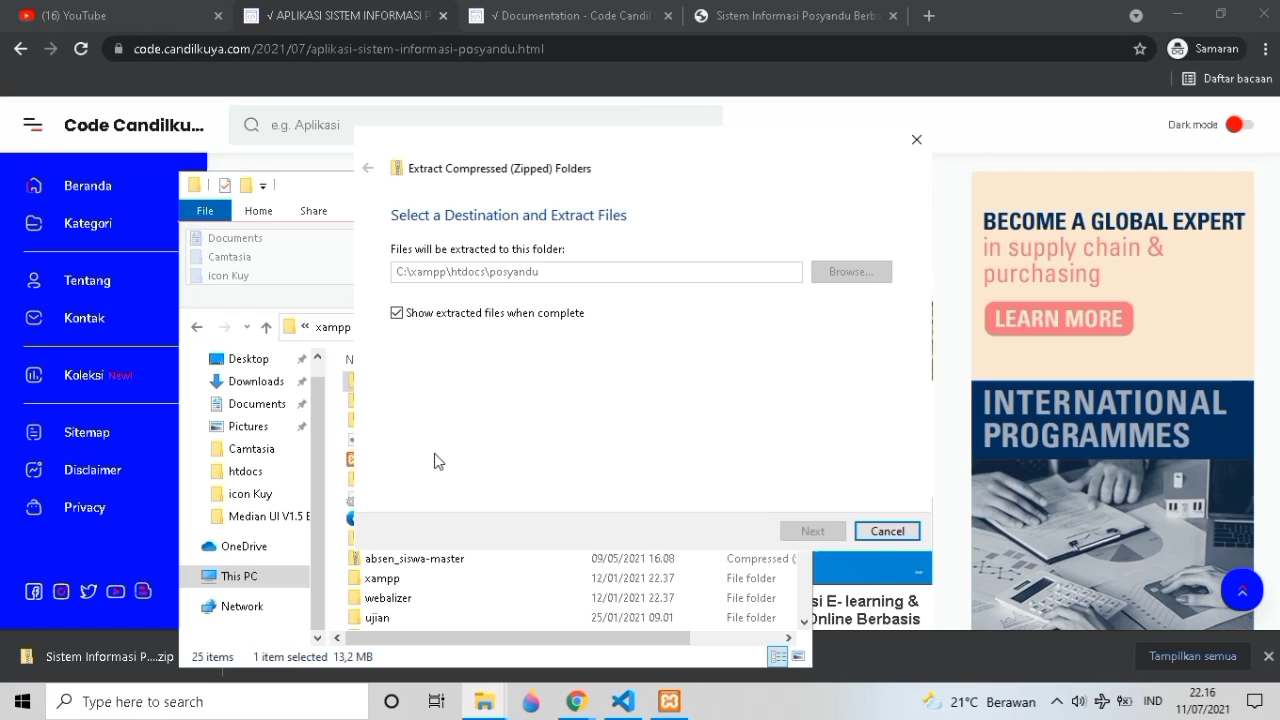 (16) YouTube
√ APLIKASI SISTEM INFORMASI P
√ Documentation - Code Candil
Sistem Informasi Posyandu Berba
code.candilkuya.com/2021/07/aplikasi-sistem-informasi-posyandu.html
Samaran
Daftar bacaan
Code Candilku...
e.g. Aplikasi
Dark mode
Beranda
Kategori
Tentang
Kontak
Koleksi New!
Sitemap
Disclaimer
Privacy
File
Home
Share
Documents
Camtasia
icon Kuy
« xampp
Desktop
Downloads
Documents
Pictures
Camtasia
htdocs
icon Kuy
Median UI V1.5 E
OneDrive
This PC
Network
N
Extract Compressed (Zipped) Folders
Select a Destination and Extract Files
Files will be extracted to this folder:
C:\xampp\htdocs\posyandu
Browse...
Show extracted files when complete
Next
Cancel
absen_siswa-master 09/05/2021 16.08 Compressed (
xampp 12/01/2021 22.37 File folder
webalizer 12/01/2021 22.37 File folder
ujian 25/01/2021 09.01 File folder
25 items 1 item selected 13,2 MB
si E- learning &
Online Berbasis
BECOME A GLOBAL EXPERT
in supply chain &
purchasing
LEARN MORE
INTERNATIONAL
PROGRAMMES
Sistem Informasi P....zip
Tampilkan semua
Type here to search
21°C Berawan
IND
22.16
11/07/2021